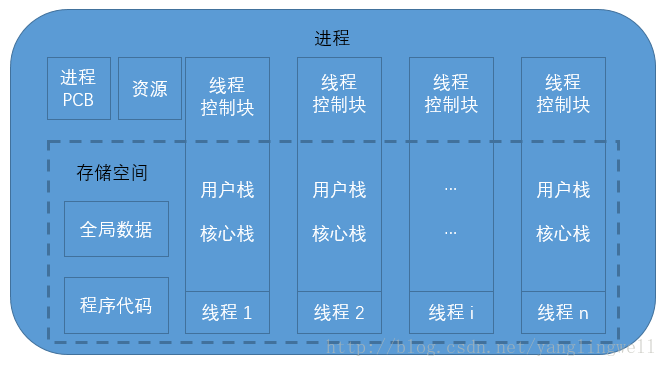 进程
进程
PCB
资源
线程
控制块
线程
控制块
线程
控制块
线程
控制块
存储空间
全局数据
程序代码
用户栈
核心栈
线程 1
用户栈
核心栈
线程 2
...
...
线程 i
用户栈
核心栈
线程 n
http://blog.csdn.net/yanglingwell